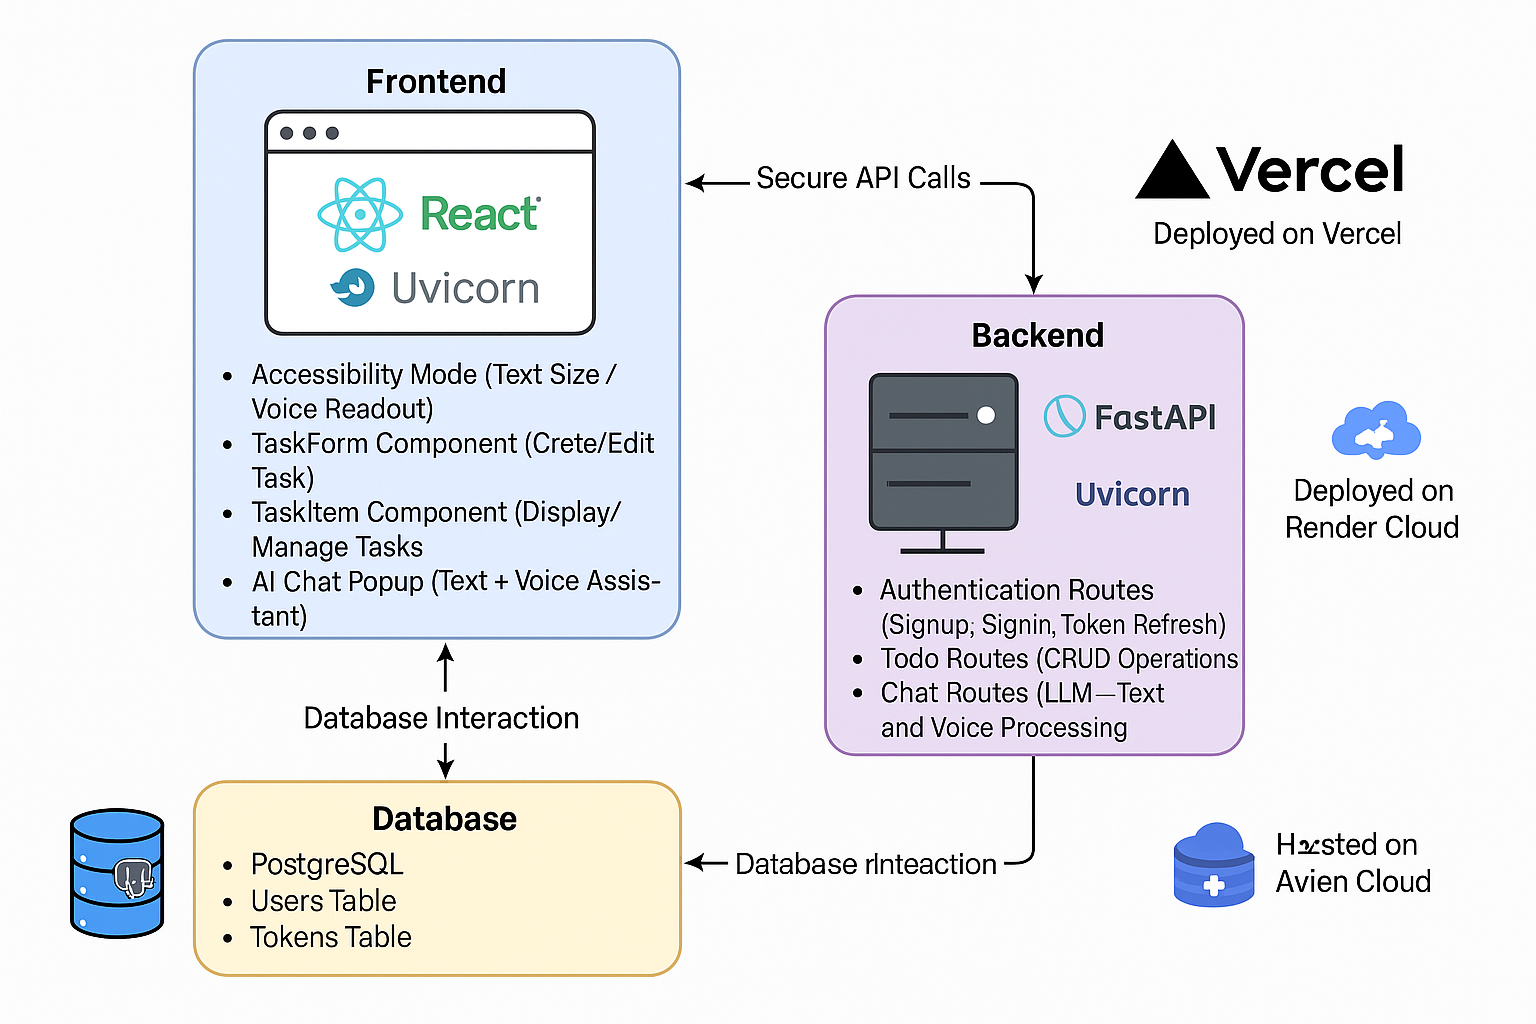 Frontend
React
Uvicorn
• Accessibility Mode (Text Size /
Voice Readout)
• TaskForm Component (Crete/Edit
Task)
• TaskItem Component (Display/
Manage Tasks
• AI Chat Popup (Text + Voice Assis-
tant)
Secure API Calls
Vercel
Deployed on Vercel
Backend
FastAPI
Uvicorn
• Authentication Routes
(Signup; Signin, Token Refresh)
• Todo Routes (CRUD Operations
• Chat Routes (LLM—Text
and Voice Processing
Deployed on
Render Cloud
Database Interaction
Database
• PostgreSQL
• Users Table
• Tokens Table
Database rInteaction
on
Avien Cloud